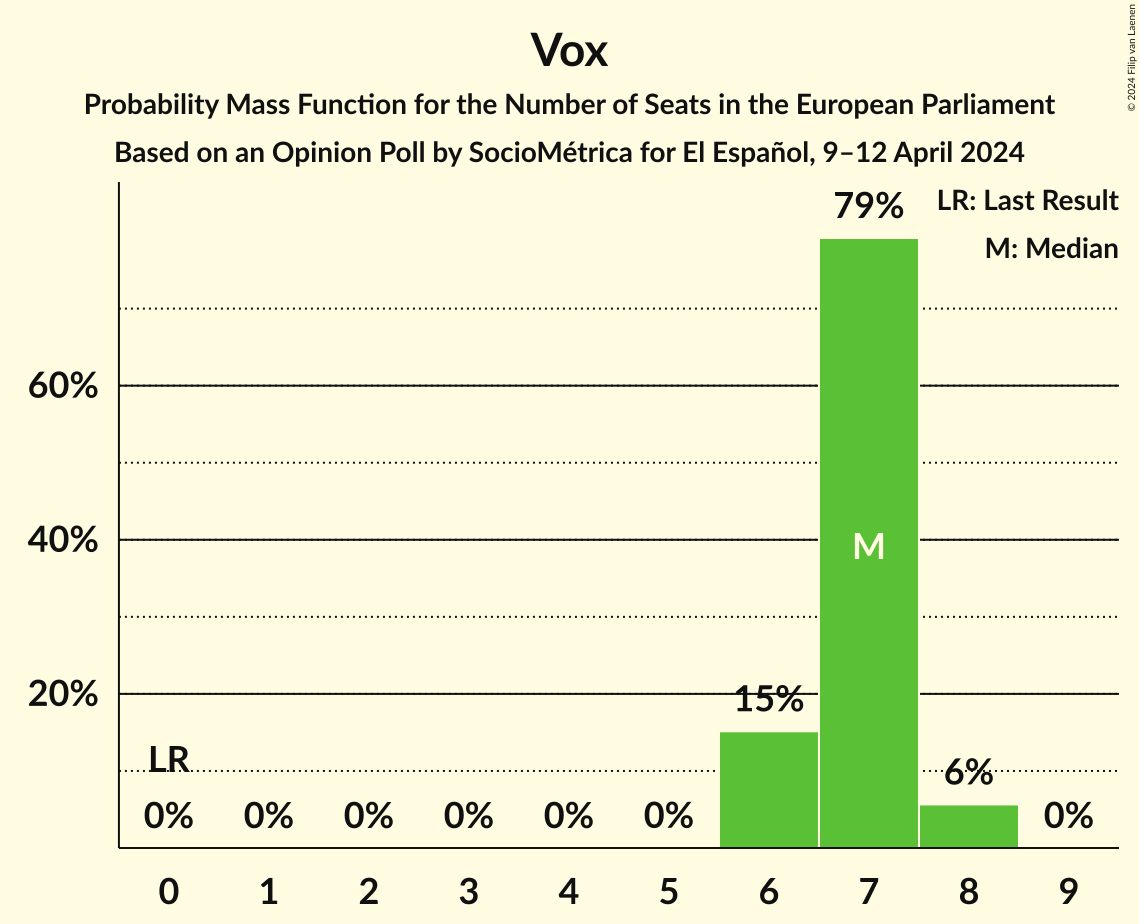 Vox
Probability Mass Function for the Number of Seats in the European Parliament
Based on an Opinion Poll by SocioMétrica for El Español, 9–12 April 2024
© 2024 Filip van Laenen
LR: Last Result
M: Median
79%
60%
40%
20%
M
15%
6%
LR
0% 0% 0% 0% 0% 0% 0%
0 1 2 3 4 5 6 7 8 9